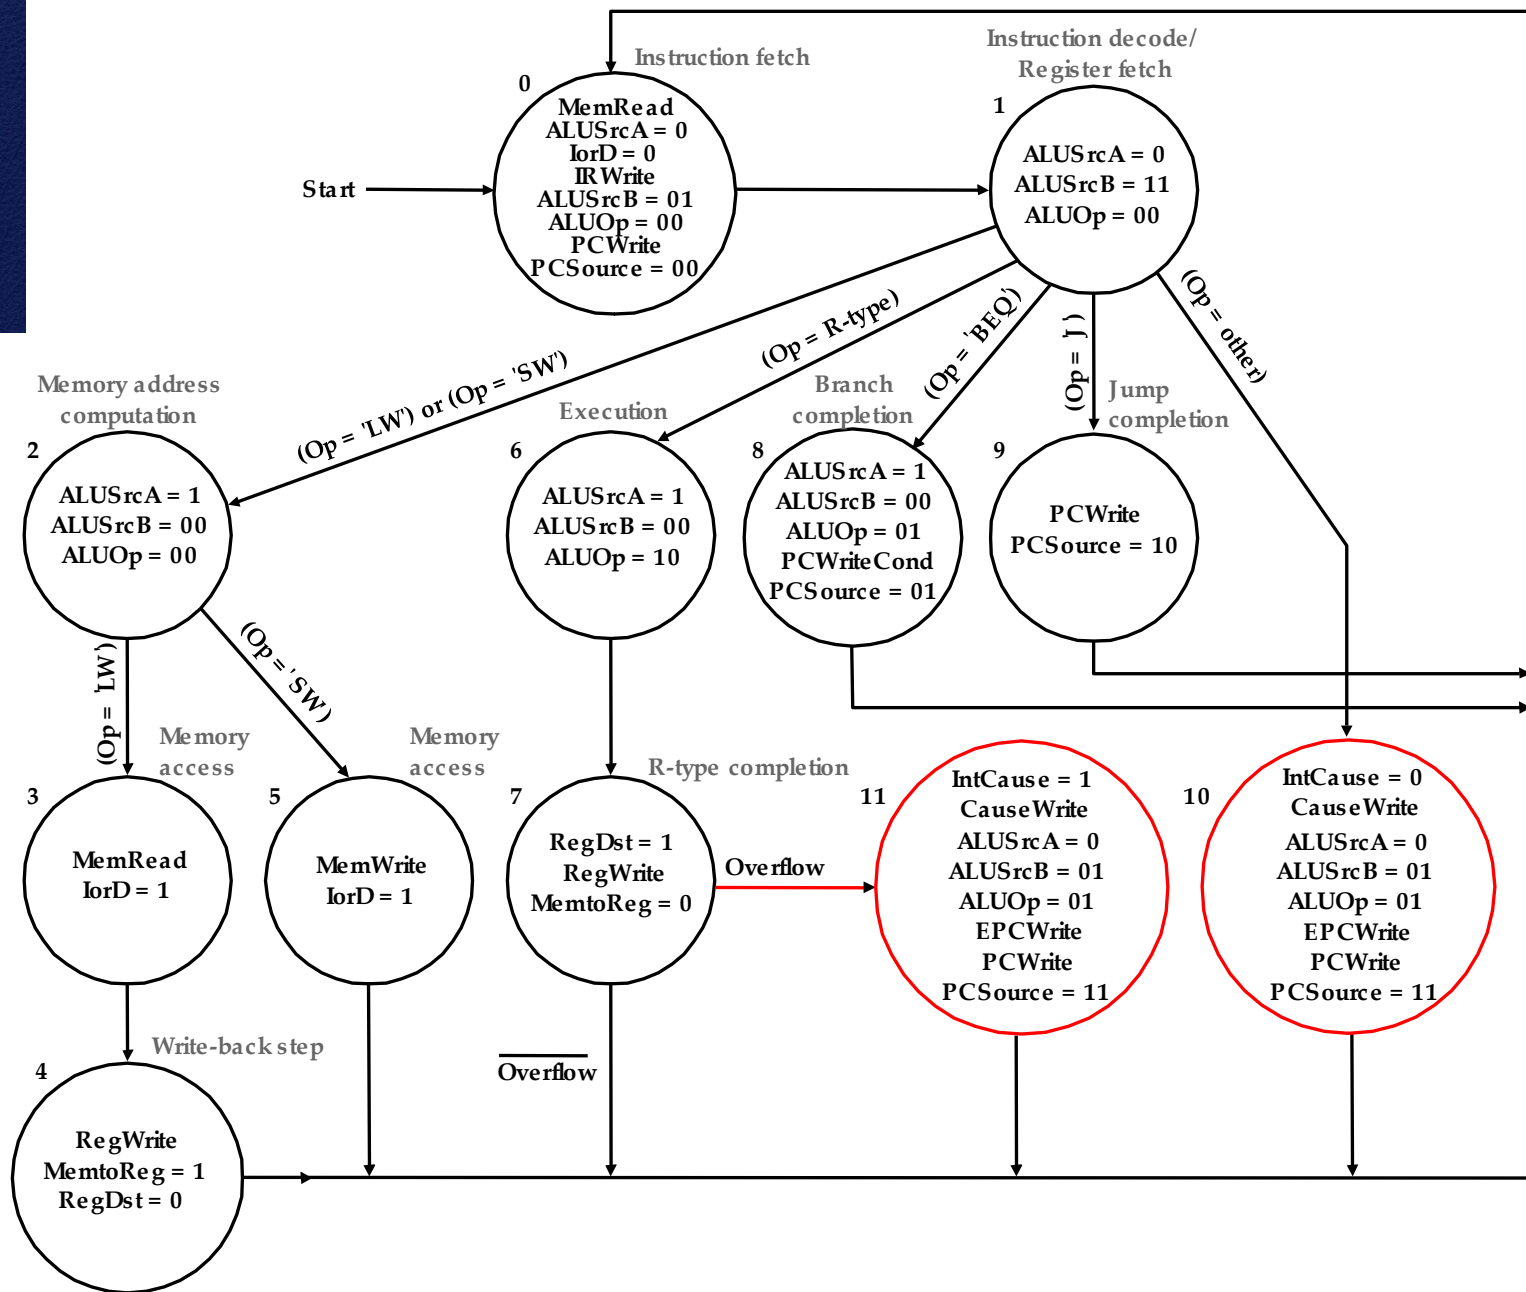 Instruction fetch
Instruction decode/
Register fetch
0
MemRead
ALUSrcA = 0
IorD = 0
IRWrite
ALUSrcB = 01
ALUOp = 00
PCWrite
PCSource = 00
1
ALUSrcA = 0
ALUSrcB = 11
ALUOp = 00
Start
(Op = 'LW') or (Op = 'SW')
(Op = R-type)
(Op = 'BEQ')
(Op = 'J')
(Op = other)
Memory address
computation
2
ALUSrcA = 1
ALUSrcB = 00
ALUOp = 00
Execution
6
ALUSrcA = 1
ALUSrcB = 00
ALUOp = 10
Branch
completion
8
ALUSrcA = 1
ALUSrcB = 00
ALUOp = 01
PCWriteCond
PCSource = 01
Jump
completion
9
PCWrite
PCSource = 10
(Op = 'LW')
(Op = 'SW')
Memory
access
3
MemRead
IorD = 1
Memory
access
5
MemWrite
IorD = 1
R-type completion
7
RegDst = 1
RegWrite
MemtoReg = 0
Overflow
11
IntCause = 1
CauseWrite
ALUSrcA = 0
ALUSrcB = 01
ALUOp = 01
EPCWrite
PCWrite
PCSource = 11
10
IntCause = 0
CauseWrite
ALUSrcA = 0
ALUSrcB = 01
ALUOp = 01
EPCWrite
PCWrite
PCSource = 11
Write-back step
Overflow
4
RegWrite
MemtoReg = 1
RegDst = 0